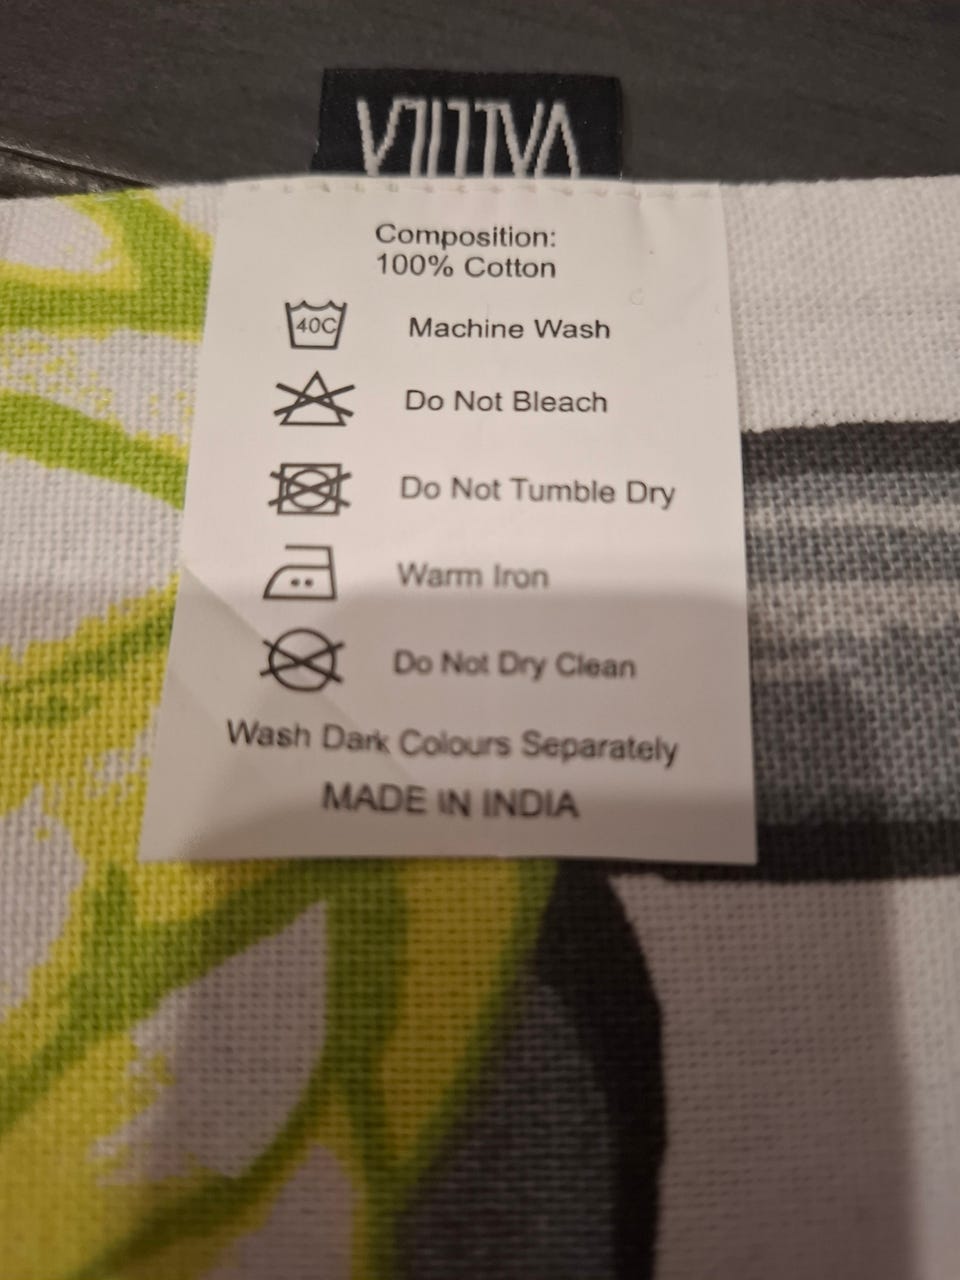 Composition:
100% Cotton
40C
Machine Wash
Do Not Bleach
Do Not Tumble Dry
Warm Iron
Do Not Dry Clean
Wash Dark Colours Separately
MADE IN INDIA